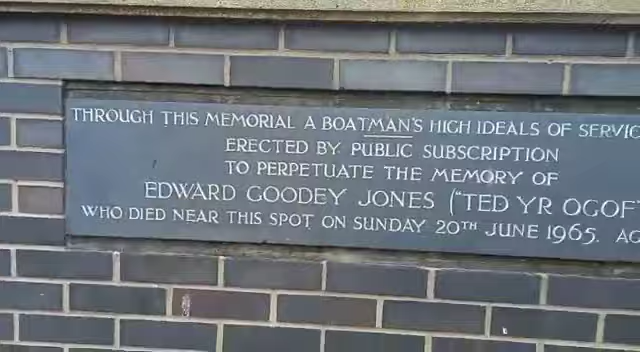 THROUGH THIS MEMORIAL A BOATMAN'S HIGH IDEALS OF SERVIC
ERECTED BY PUBLIC SUBSCRIPTION
TO PERPETUATE THE MEMORY OF
EDWARD GOODEY JONES ("TED YR OGOF"
WHO DIED NEAR THIS SPOT ON SUNDAY 20TH JUNE 1965. AG